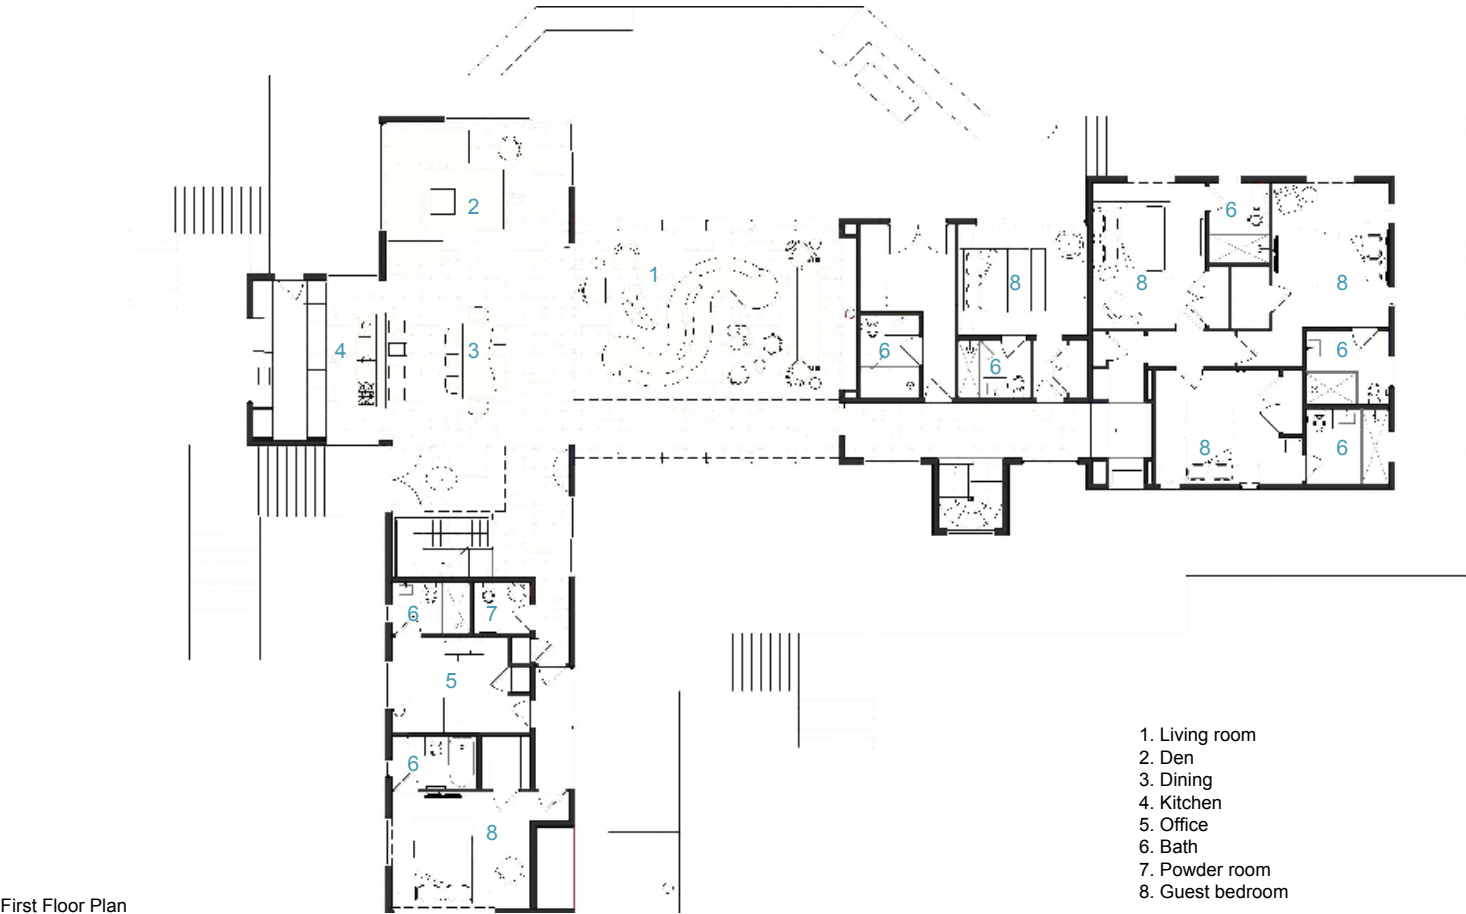 2
6
1
8
8
8
4
3
6
6
6
8
6
6
7
5
6
8
1. Living room
2. Den
3. Dining
4. Kitchen
5. Office
6. Bath
7. Powder room
8. Guest bedroom
First Floor Plan